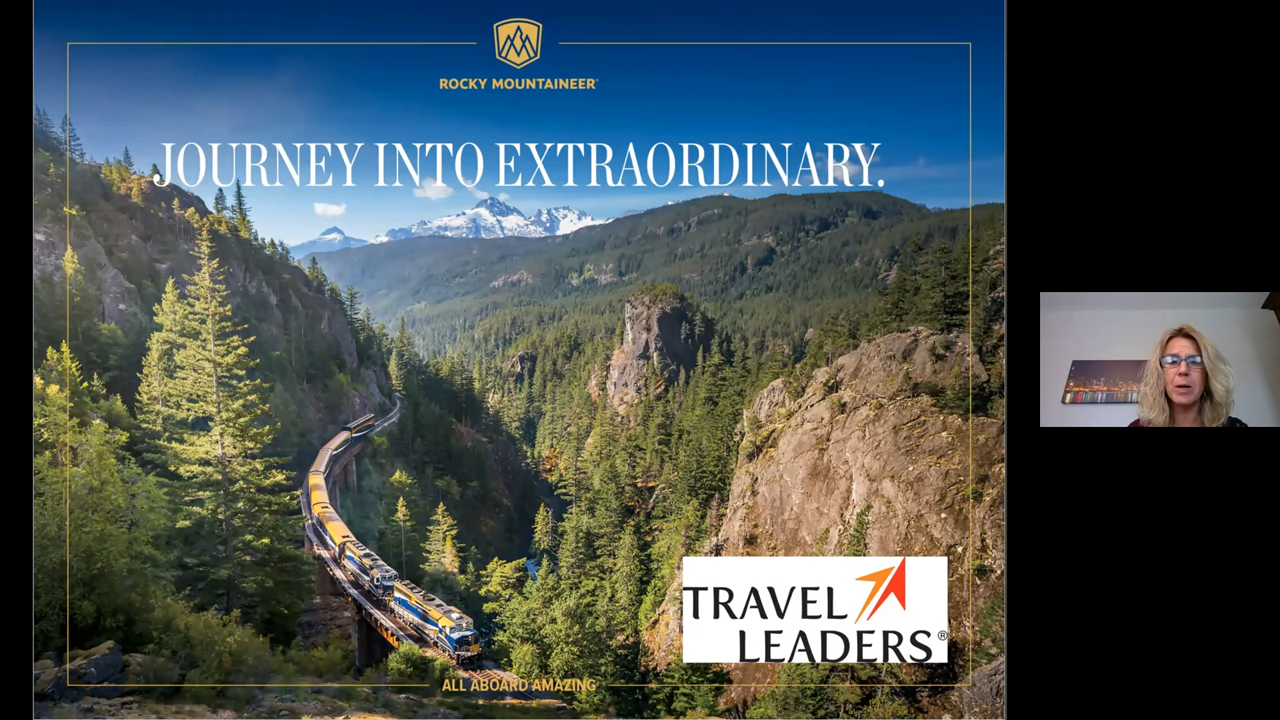 ROCKY MOUNTAINEER®
JOURNEY INTO EXTRAORDINARY.
TRAVEL
LEADERS®
ALL ABOARD AMAZING